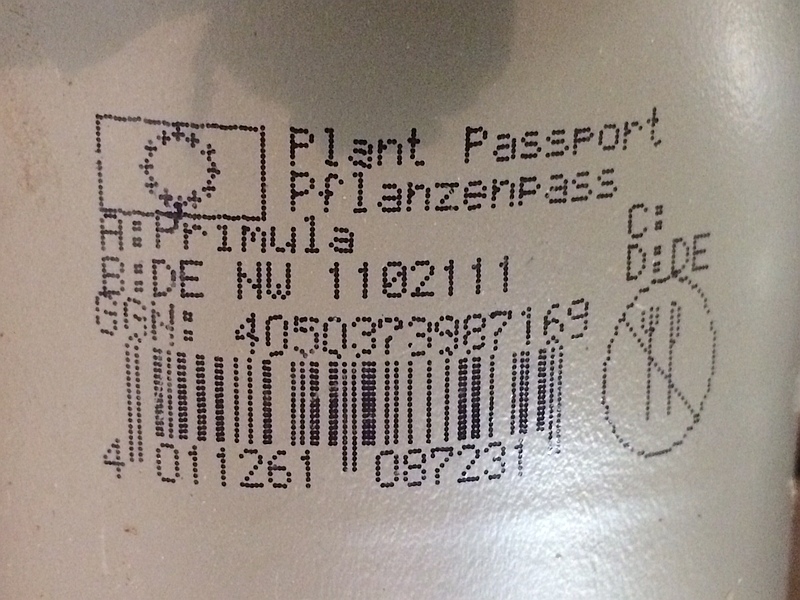 Plant Passport
Pflanzenpass
A:Primula
C:
B:DE NW 1102111
D:DE
GGN: 4050373987169
4 011261 087231